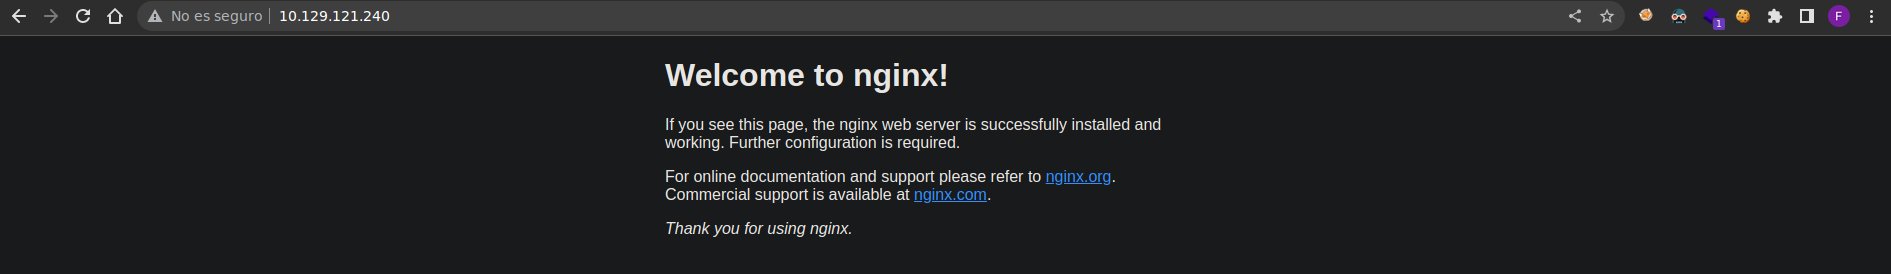 No es seguro | 10.129.121.240
1
F
Welcome to nginx!
If you see this page, the nginx web server is successfully installed and
working. Further configuration is required.
For online documentation and support please refer to nginx.org.
Commercial support is available at nginx.com.
Thank you for using nginx.